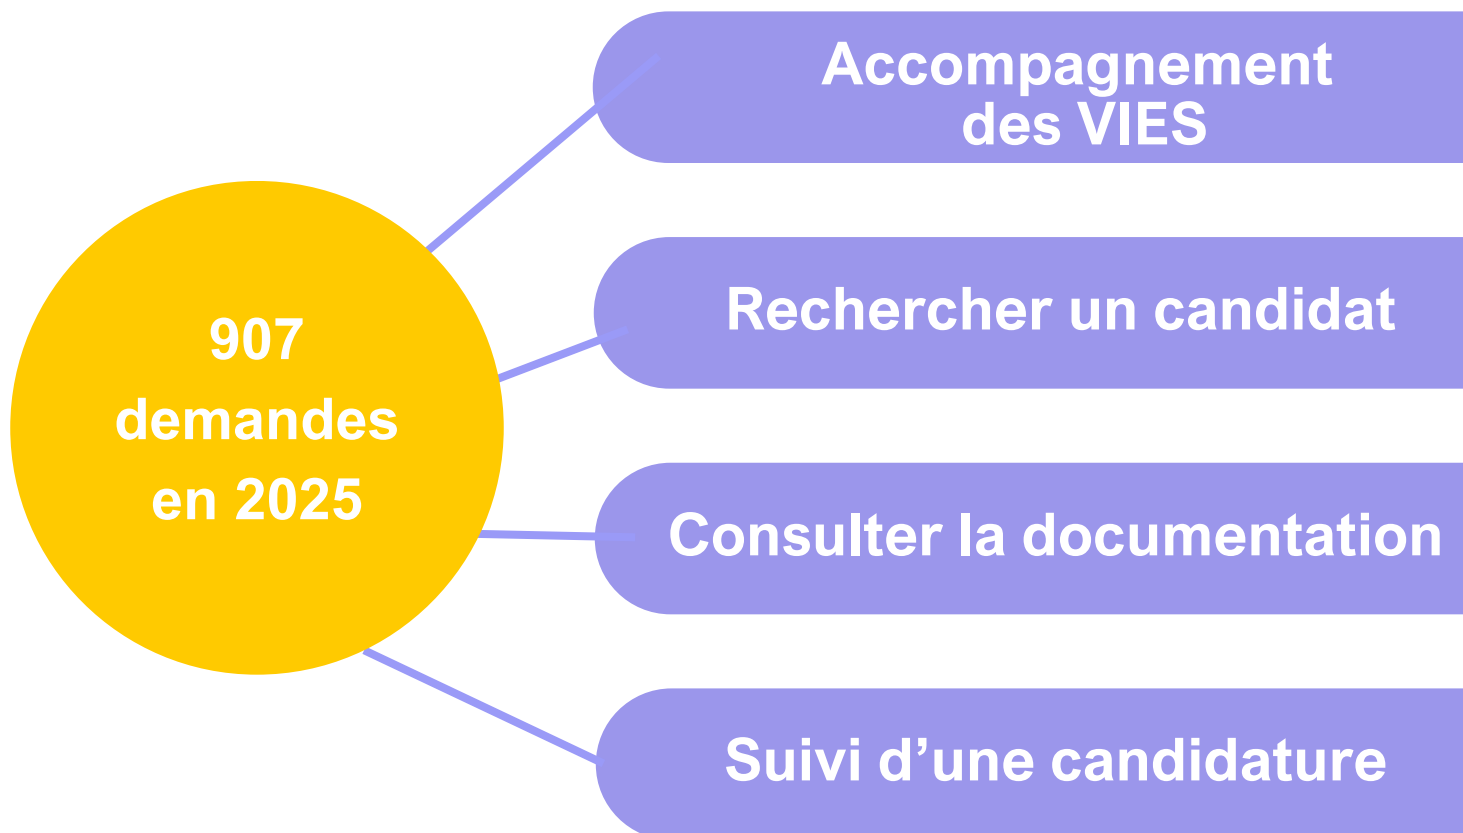 Accompagnement
des VIES
Rechercher un candidat
907
demandes
en 2025
Consulter la documentation
Suivi d’une candidature